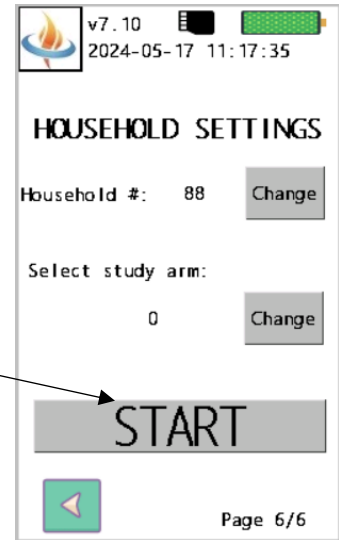 v7.10
2024-05-17 11:17:35
HOUSEHOLD SETTINGS
Household #: 88 Change
Select study arm:
0 Change
START
Page 6/6